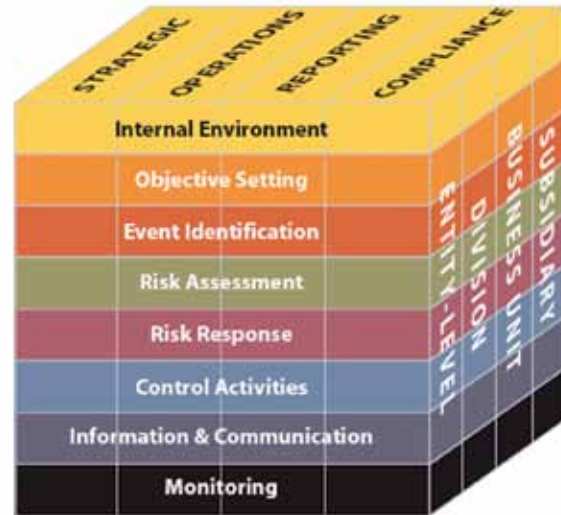 STRATEGIC
OPERATIONS
REPORTING
COMPLIANCE
Internal Environment
Objective Setting
Event Identification
Risk Assessment
Risk Response
Control Activities
Information & Communication
Monitoring
ENTITY-LEVEL
DIVISION
BUSINESS UNIT
SUBSIDIARY